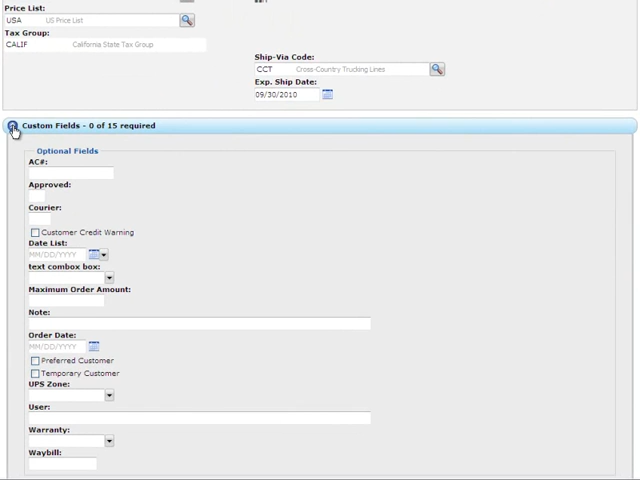 Price List:
USA US Price List
Tax Group:
CALIF California State Tax Group
Ship-Via Code:
CCT Cross-Country Trucking Lines
Exp. Ship Date:
09/30/2010
Custom Fields - 0 of 15 required
Optional Fields
AC#:
Approved:
Courier:
Customer Credit Warning
Date List:
MM/DD/YYYY
text combox box:
Maximum Order Amount:
Note:
Order Date:
MM/DD/YYYY
Preferred Customer
Temporary Customer
UPS Zone:
User:
Warranty:
Waybill: